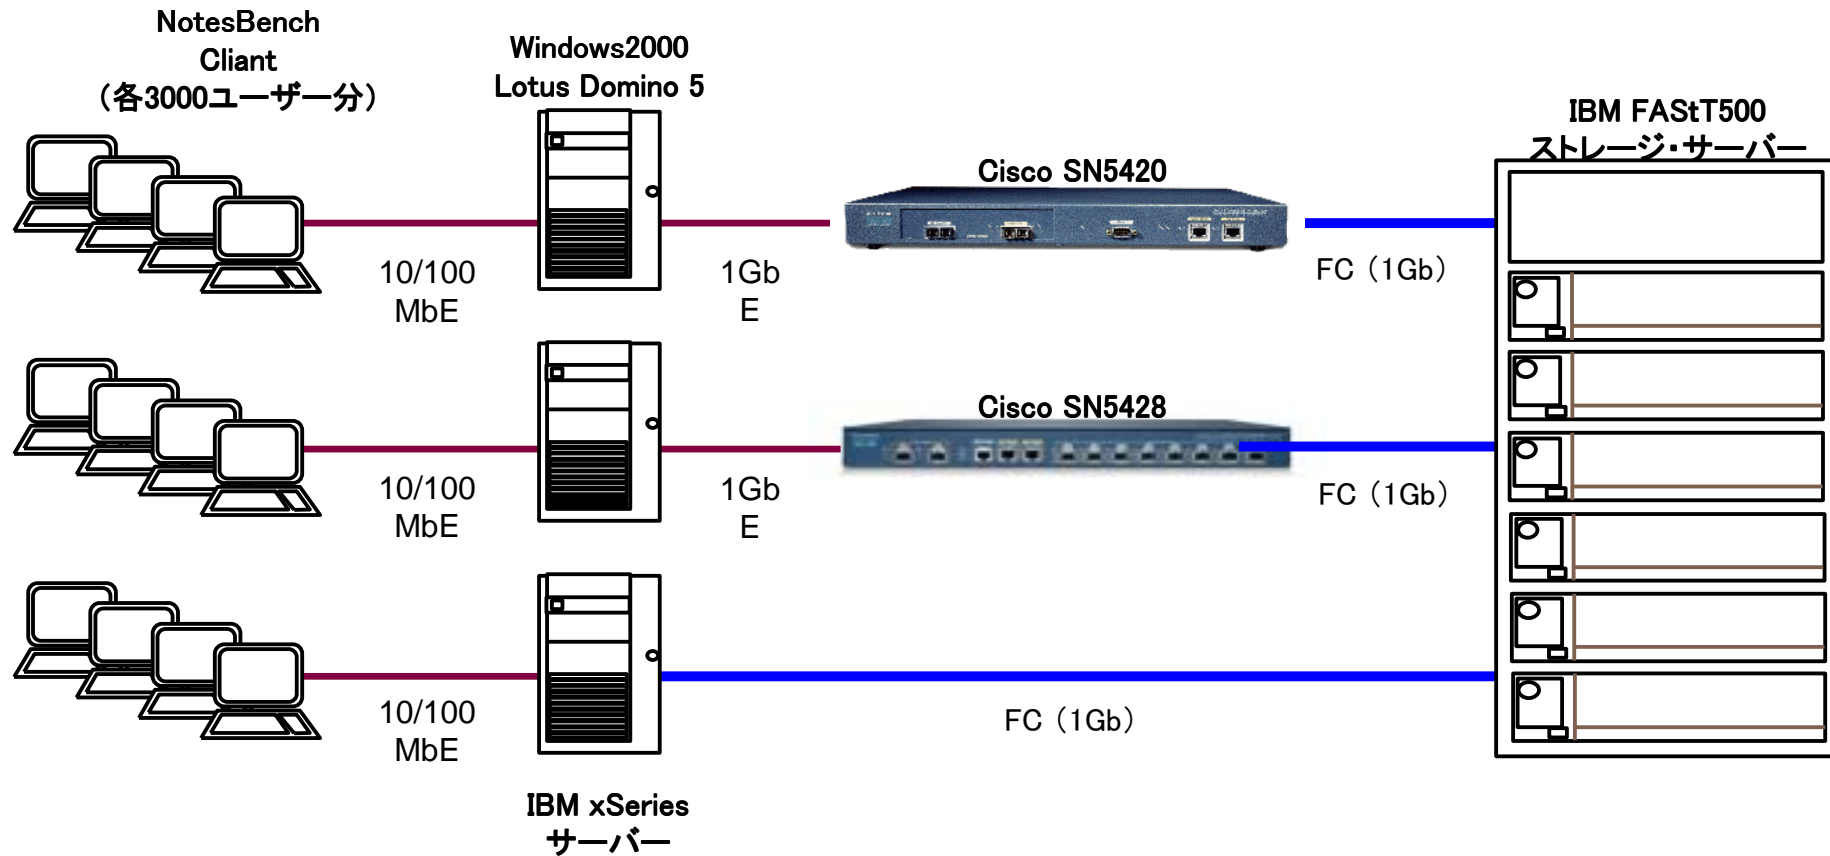 NotesBench
Cliant
（各3000ユーザー分）
Windows2000
Lotus Domino 5
IBM FAStT500
ストレージ・サーバー
Cisco SN5420
10/100
MbE
1Gb
E
FC（1Gb）
Cisco SN5428
10/100
MbE
1Gb
E
FC（1Gb）
10/100
MbE
FC（1Gb）
IBM xSeries
サーバー